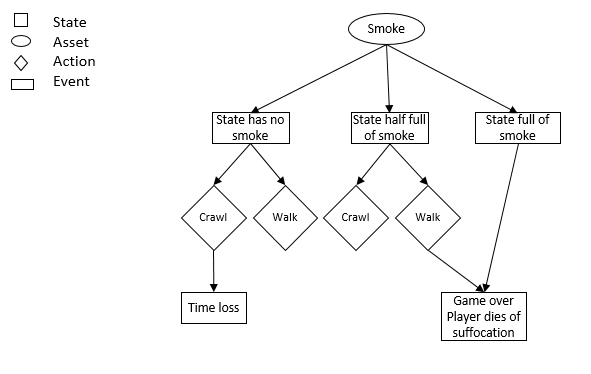 State
Asset
Action
Event
Smoke
State has no
smoke
State half full
of smoke
State full of
smoke
Crawl
Walk
Crawl
Walk
Time loss
Game over
Player dies of
suffocation